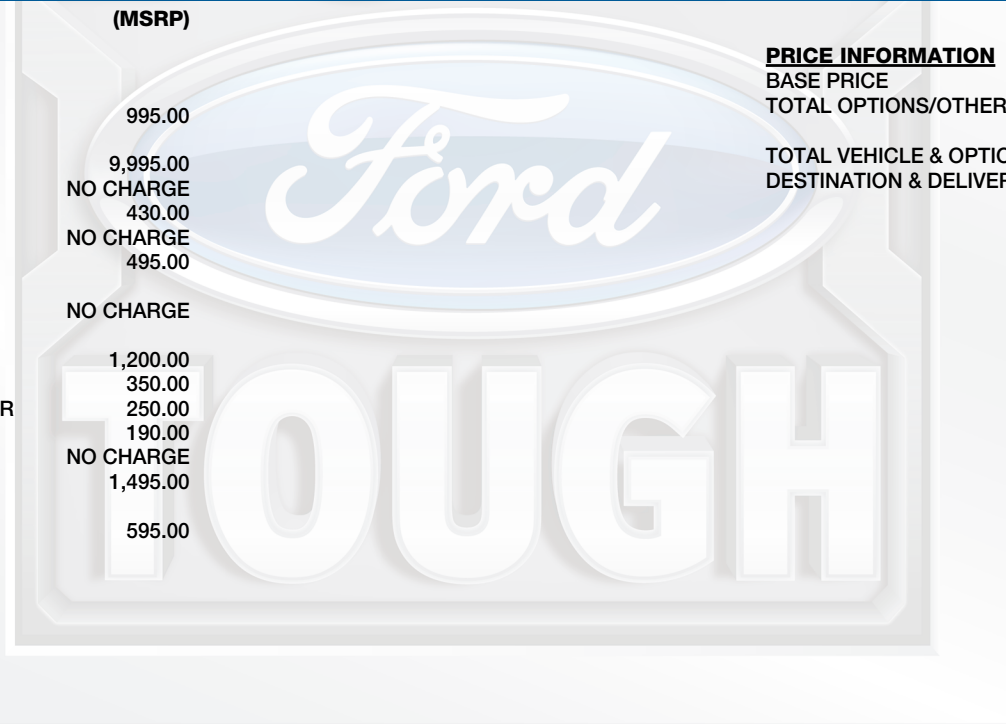 (MSRP)
995.00
9,995.00
NO CHARGE
430.00
NO CHARGE
495.00
NO CHARGE
1,200.00
350.00
R 250.00
190.00
NO CHARGE
1,495.00
595.00
PRICE INFORMATION
BASE PRICE
TOTAL OPTIONS/OTHER
TOTAL VEHICLE & OPTIO
DESTINATION & DELIVER
Ford
TOUGH